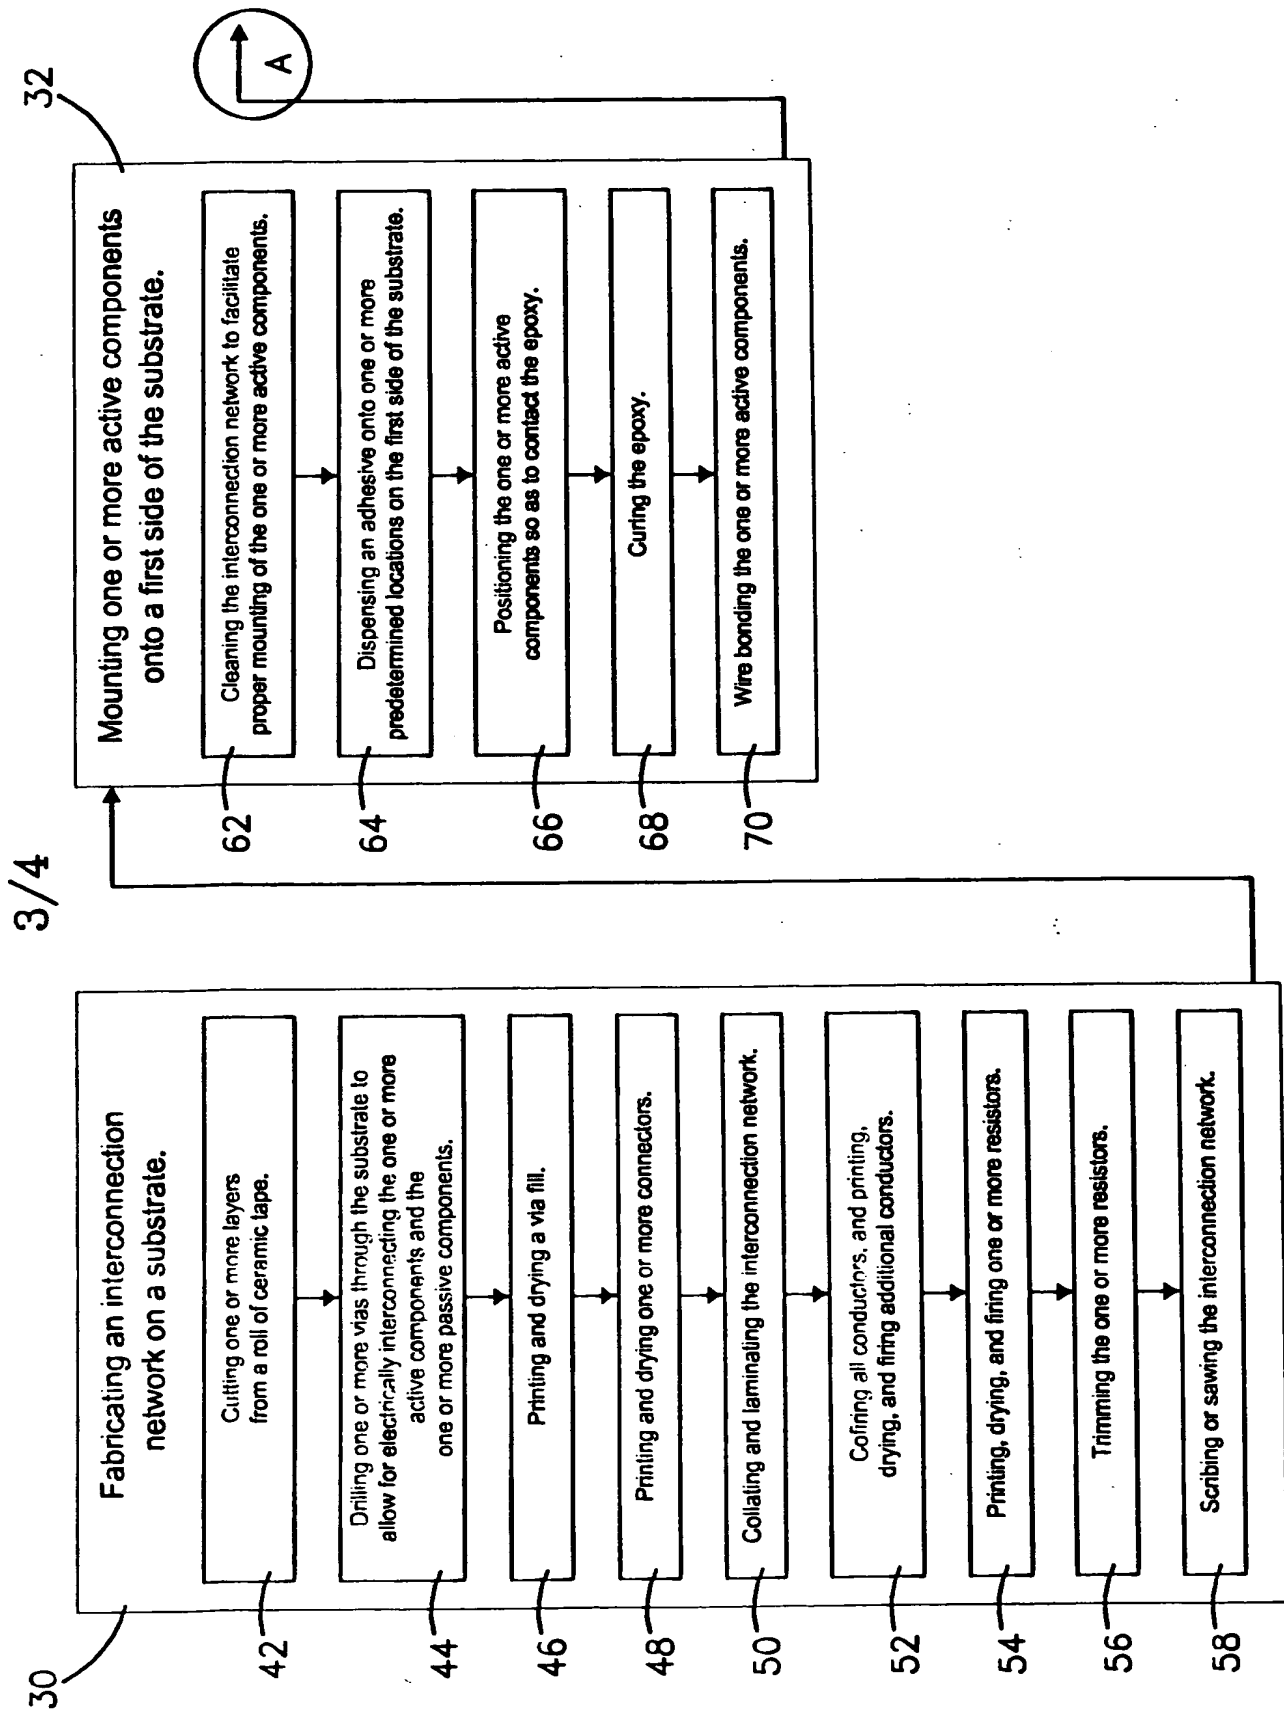 3/4
30
Fabricating an interconnection
network on a substrate.
42
Cutting one or more layers
from a roll of ceramic tape.
44
Drilling one or more vias through the substrate to
allow for electrically interconnecting the one or more
active components and the
one or more passive components.
46
Printing and drying a via fill.
48
Printing and drying one or more connectors.
50
Collating and laminating the interconnection network.
52
Cofiring all conductors, and printing,
drying, and firing additional conductors.
54
Printing, drying, and firing one or more resistors.
56
Trimming the one or more resistors.
58
Scribing or sawing the interconnection network.
32
Mounting one or more active components
onto a first side of the substrate.
62
Cleaning the interconnection network to facilitate
proper mounting of the one or more active components.
64
Dispensing an adhesive onto one or more
predetermined locations on the first side of the substrate.
66
Positioning the one or more active
components so as to contact the epoxy.
68
Curing the epoxy.
70
Wire bonding the one or more active components.
A